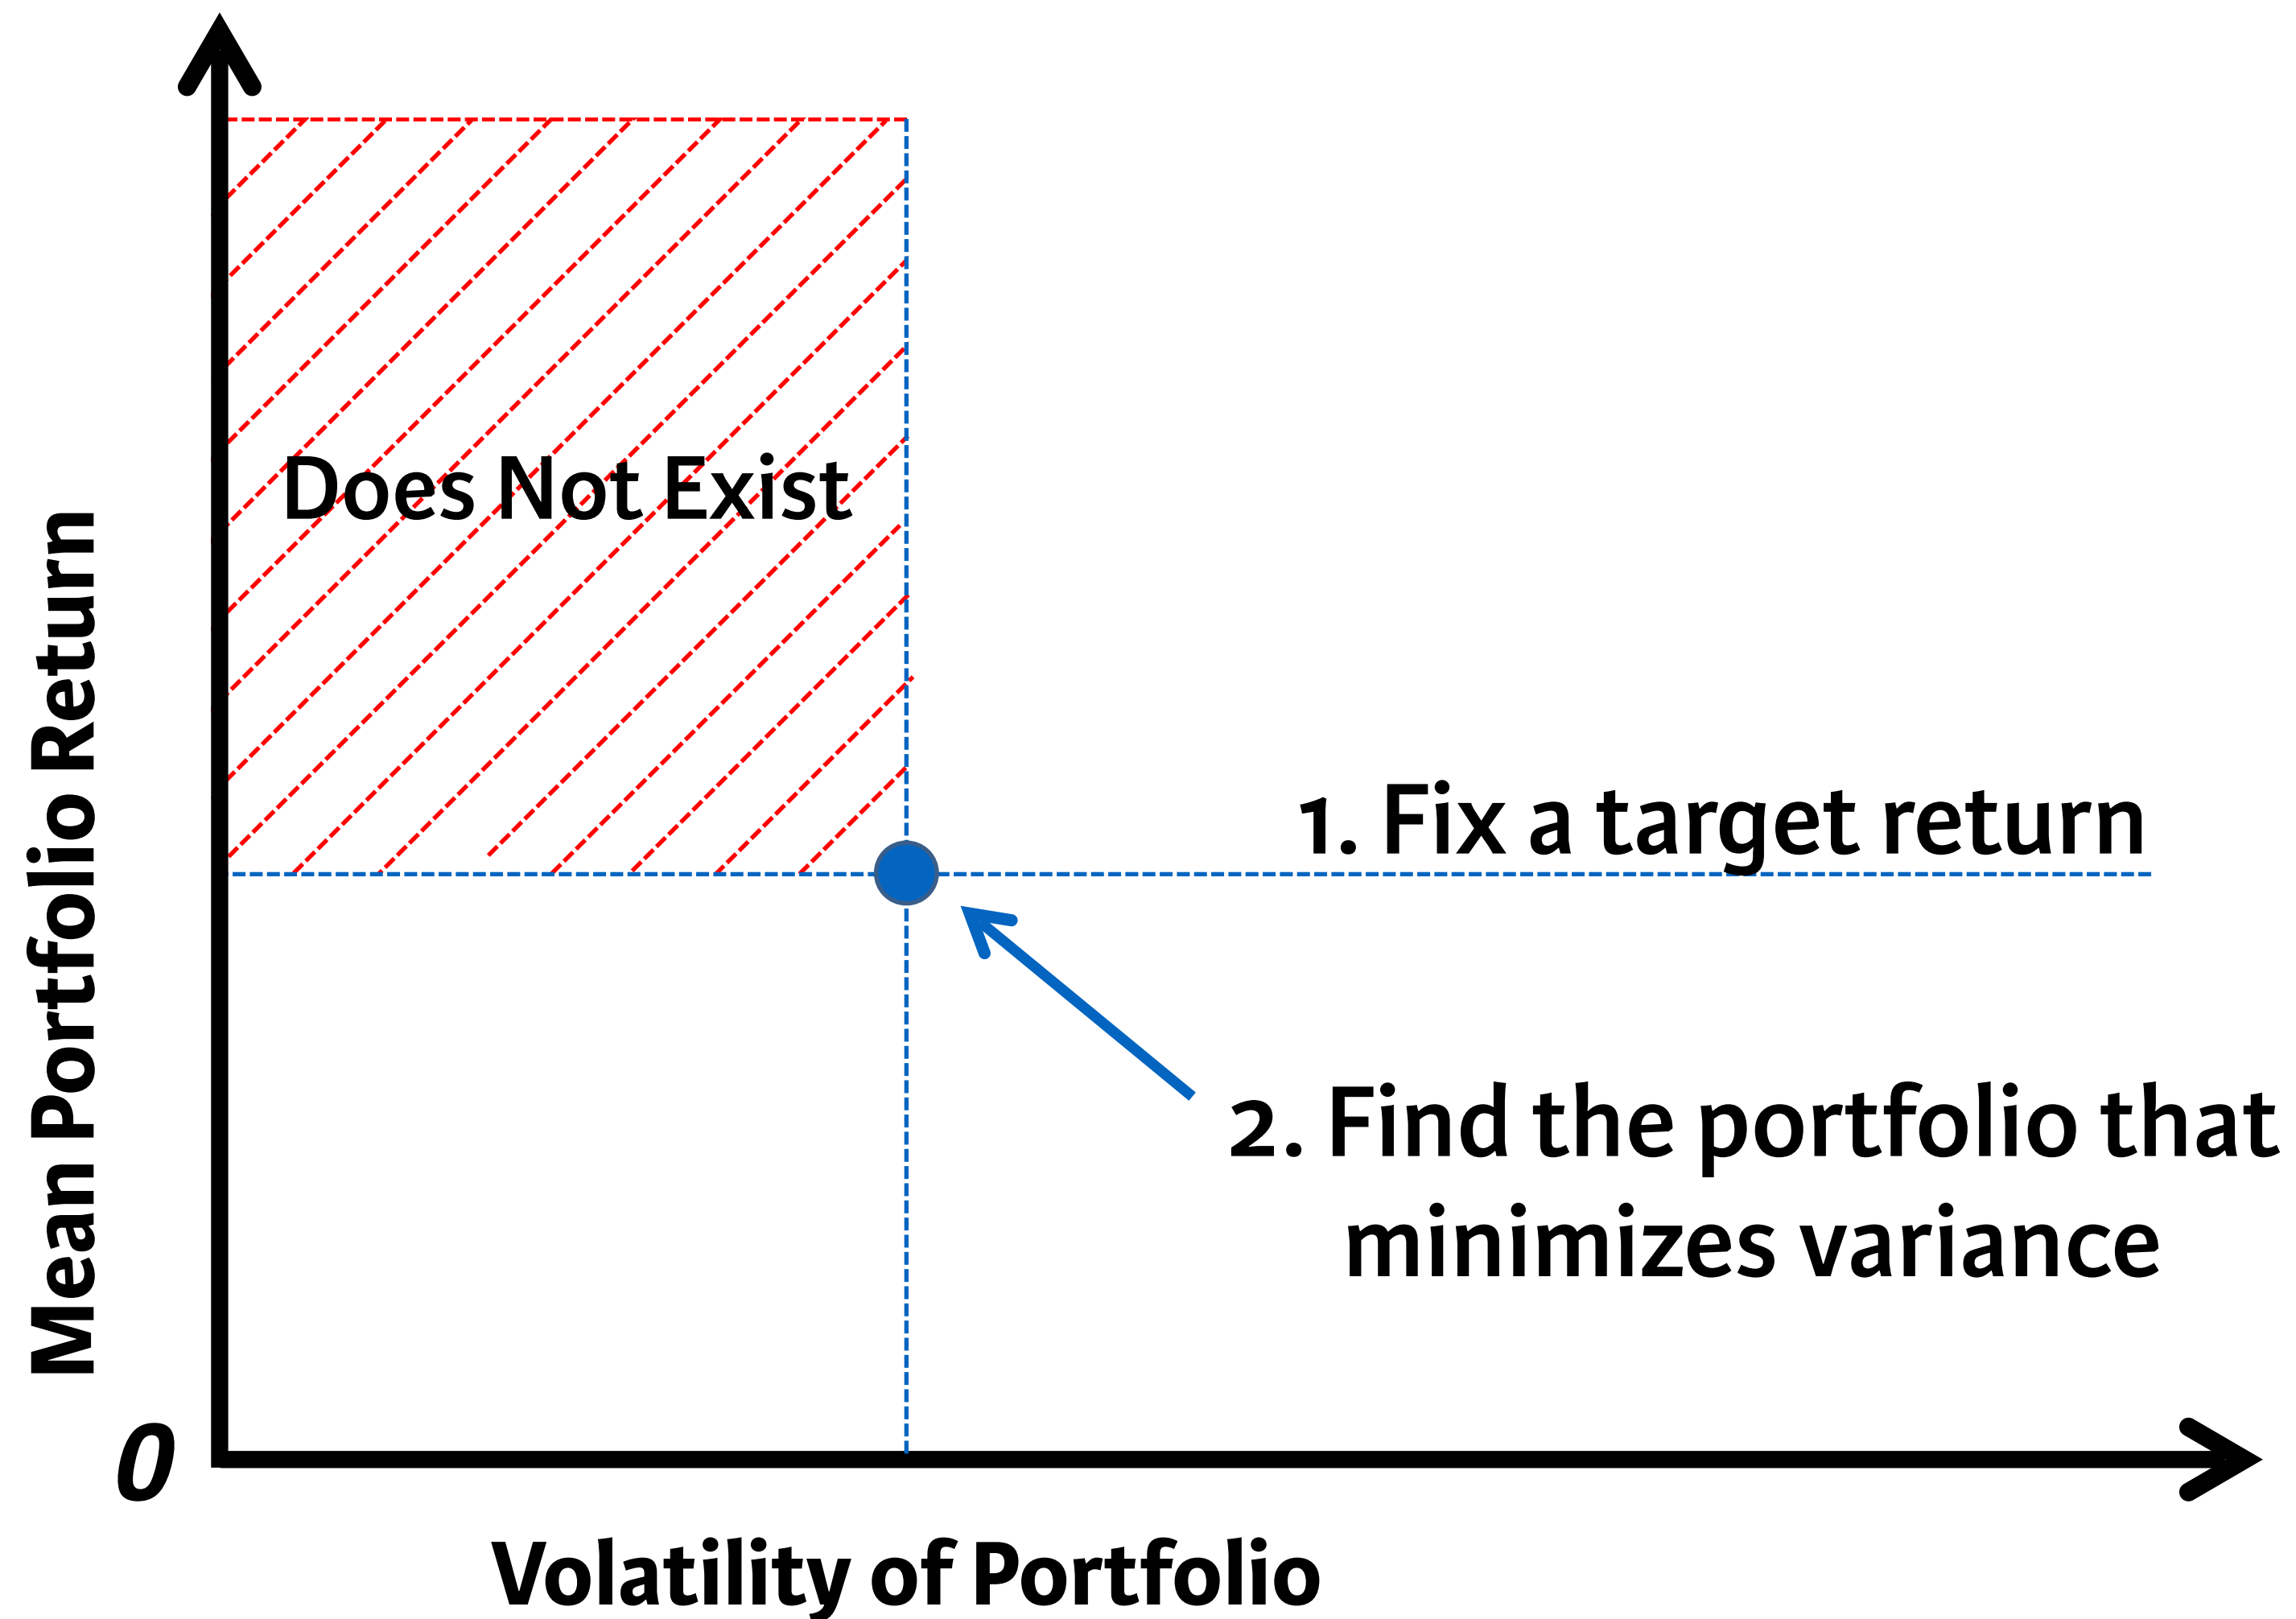 Mean Portfolio Return
Does Not Exist
1. Fix a target return
2. Find the portfolio that
minimizes variance
0
Volatility of Portfolio